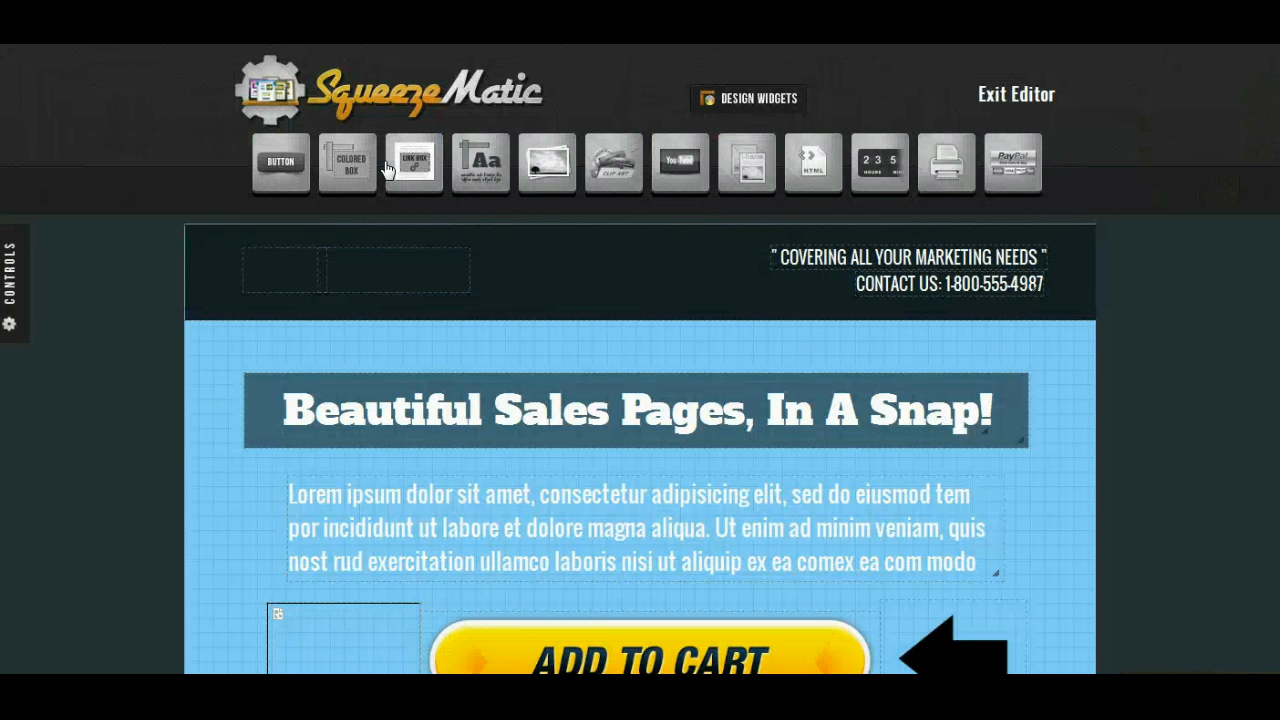 SqueezeMatic
DESIGN WIDGETS
Exit Editor
BUTTON
COLORED
BOX
LINK BOX
Aa
CLIP ART
You Tube
HTML
2 3 5
HOURS
PayPal
CONTROLS
" COVERING ALL YOUR MARKETING NEEDS "
CONTACT US: 1-800-555-4987
Beautiful Sales Pages, In A Snap!
Lorem ipsum dolor sit amet, consectetur adipisicing elit, sed do eiusmod tem
por incididunt ut labore et dolore magna aliqua. Ut enim ad minim veniam, quis
nost rud exercitation ullamco laboris nisi ut aliquip ex ea comex ea com modo
ADD TO CART